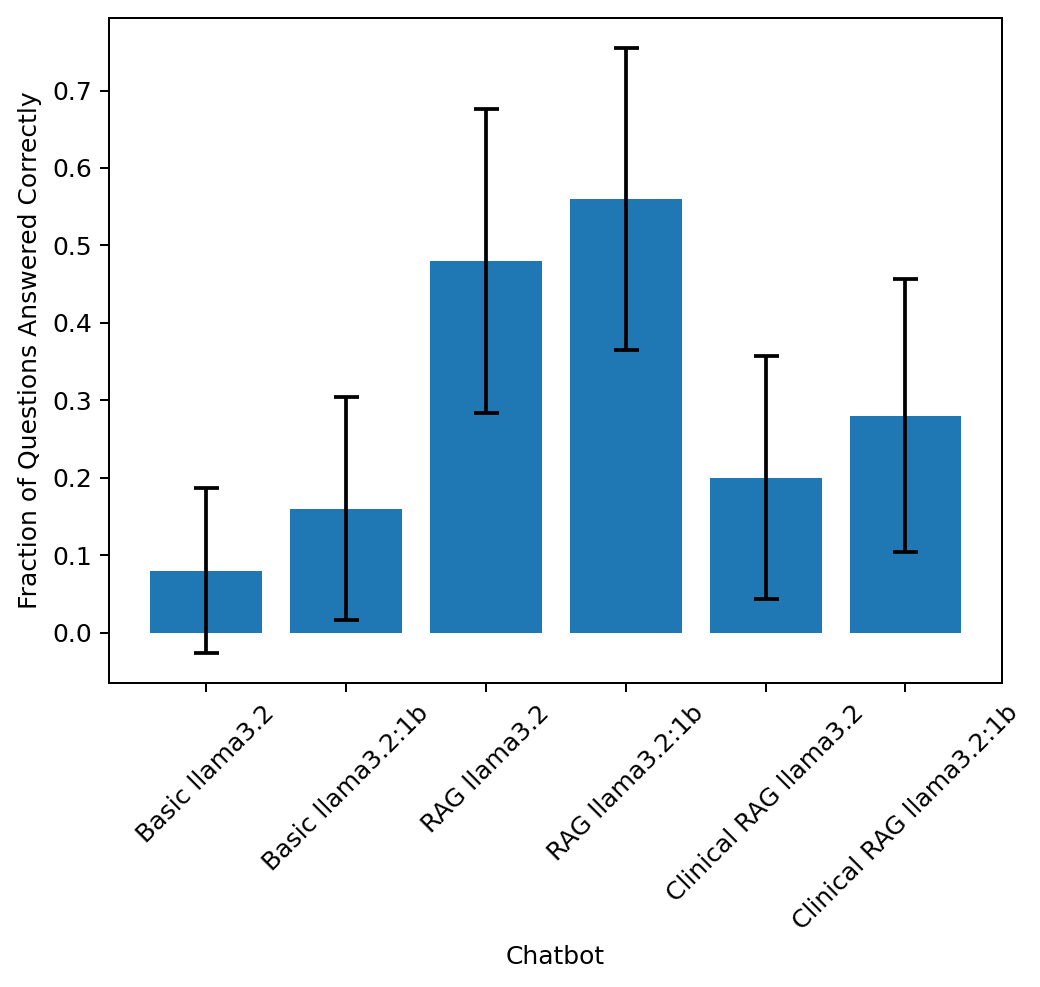 Fraction of Questions Answered Correctly
0.7
0.6
0.5
0.4
0.3
0.2
0.1
0.0
Basic llama3.2
Basic llama3.2:1b
RAG llama3.2
RAG llama3.2:1b
Clinical RAG llama3.2
Clinical RAG llama3.2:1b
Chatbot